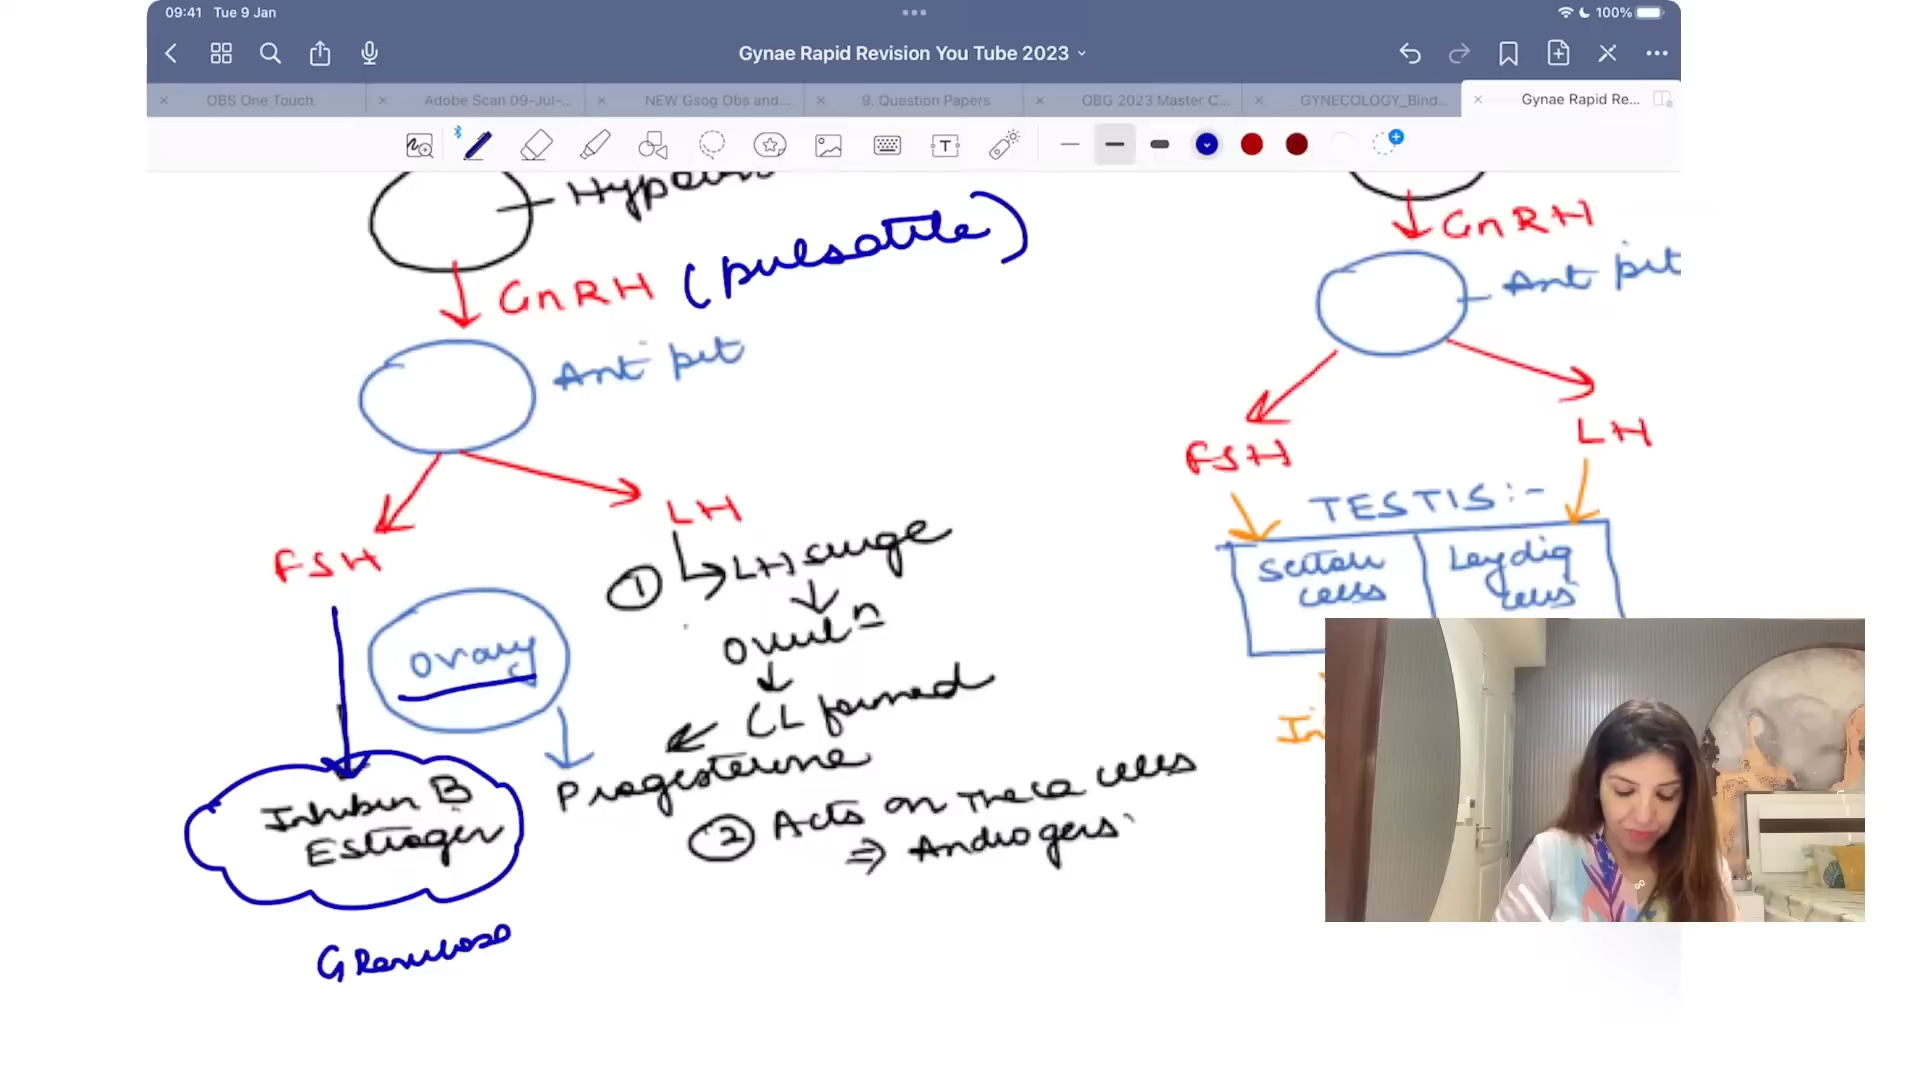 09:41 Tue 9 Jan
100%
Gynae Rapid Revision You Tube 2023
OBS One Touch
Adobe Scan 09-Jul-...
NEW Gsog Obs and...
9. Question Papers
OBG 2023 Master C...
GYNECOLOGY_Bind...
Gynae Rapid Re...
T
GnRH (pulsatile)
Ant pit
FSH
LH
① LH surge
Ovul n
CL formed
Progesterone
② Acts on Theca cells
⇒ Androgens
Ovary
Inhibin B
Estrogen
Granulosa
GnRH
Ant pit
FSH
LH
TESTIS:-
Sertoli cells
Leydig cells
In